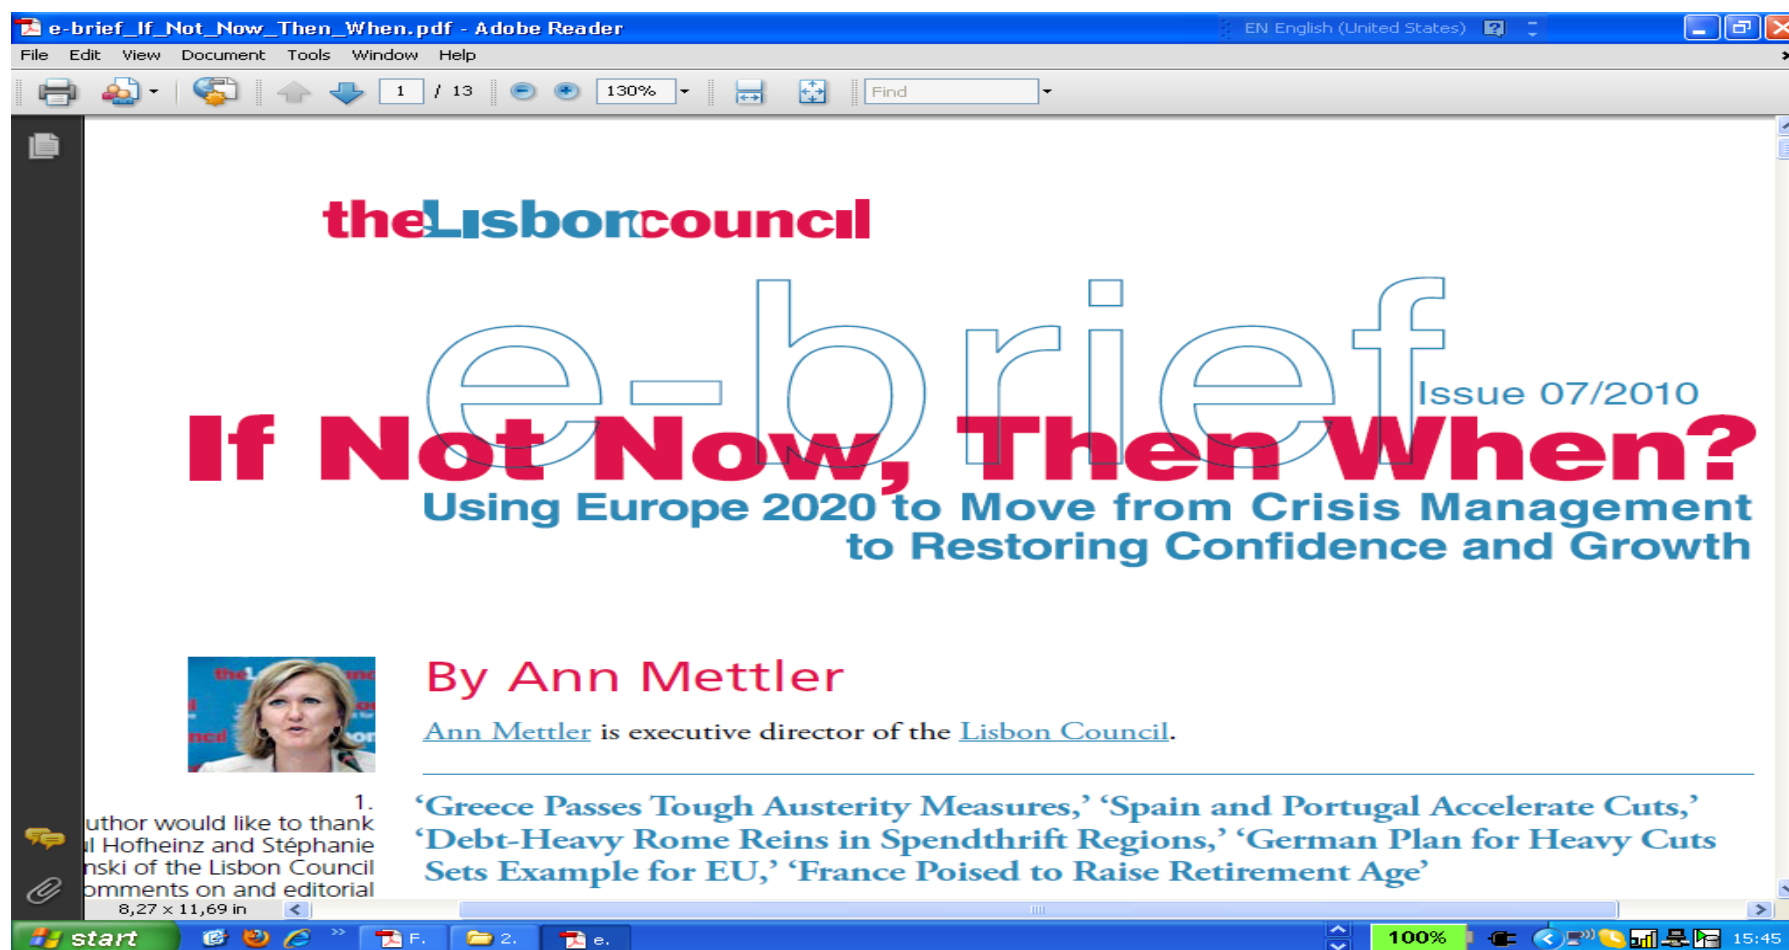 e-brief_If_Not_Now_Then_When.pdf - Adobe Reader
EN English (United States)
File Edit View Document Tools Window Help
1 / 13 130% Find
theLisboncouncil
e-brief
Issue 07/2010
If Not Now, Then When?
Using Europe 2020 to Move from Crisis Management
to Restoring Confidence and Growth
By Ann Mettler
Ann Mettler is executive director of the Lisbon Council.
1.
uthor would like to thank
ul Hofheinz and Stéphanie
nski of the Lisbon Council
omments on and editorial
‘Greece Passes Tough Austerity Measures,’ ‘Spain and Portugal Accelerate Cuts,’
‘Debt-Heavy Rome Reins in Spendthrift Regions,’ ‘German Plan for Heavy Cuts
Sets Example for EU,’ ‘France Poised to Raise Retirement Age’
8,27 x 11,69 in
start F. 2. e. 100% 15:45